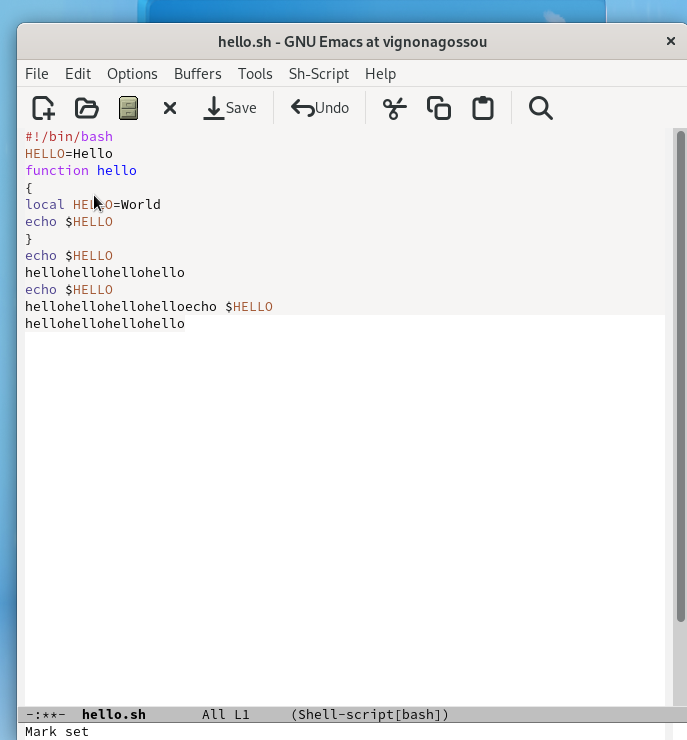 hello.sh - GNU Emacs at vignonagossou
×
File Edit Options Buffers Tools Sh-Script Help
Save Undo
#!/bin/bash
HELLO=Hello
function hello
{
local HELLO=World
echo $HELLO
}
echo $HELLO
hellohellohellohello
echo $HELLO
hellohellohellohelloecho $HELLO
hellohellohellohello
-:**- hello.sh All L1 (Shell-script[bash])
Mark set